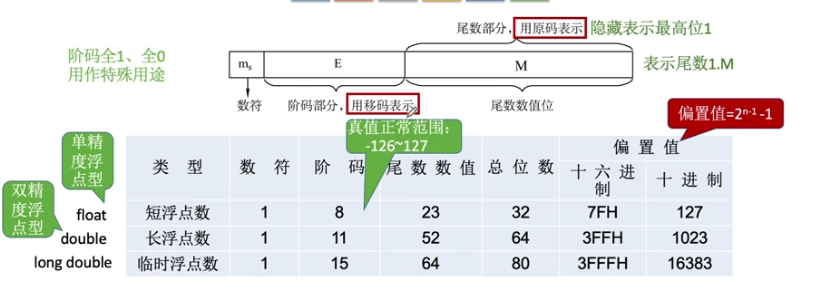 尾数部分，用原码表示 隐藏表示最高位1
阶码全1、全0
用作特殊用途
mₛ E M
表示尾数1.M
数符
阶码部分，用移码表示
尾数数值位
偏置值=2ⁿ⁻¹-1
真值正常范围：
-126~127
单精
度浮
点型
双精
度浮
点型
类 型 数 符 阶 码 尾 数 数 值 总 位 数 偏 置 值
十 六 进 制 十 进 制
float 短浮点数 1 8 23 32 7FH 127
double 长浮点数 1 11 52 64 3FFH 1023
long double 临时浮点数 1 15 64 80 3FFFH 16383